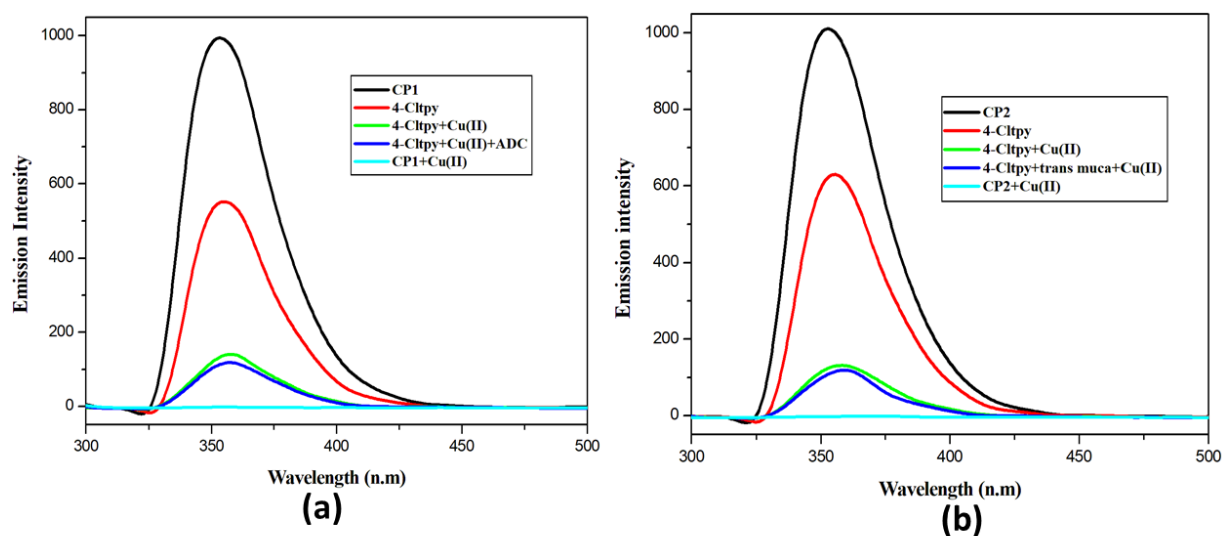 1000
800
600
400
200
0
Emission Intensity
CP1
4-Cltpy
4-Cltpy+Cu(II)
4-Cltpy+Cu(II)+ADC
CP1+Cu(II)
300
350
400
450
500
Wavelength (n.m)
(a)
1000
800
600
400
200
0
Emission intensity
CP2
4-Cltpy
4-Cltpy+Cu(II)
4-Cltpy+trans muca+Cu(II)
CP2+Cu(II)
300
350
400
450
500
Wavelength (n.m)
(b)